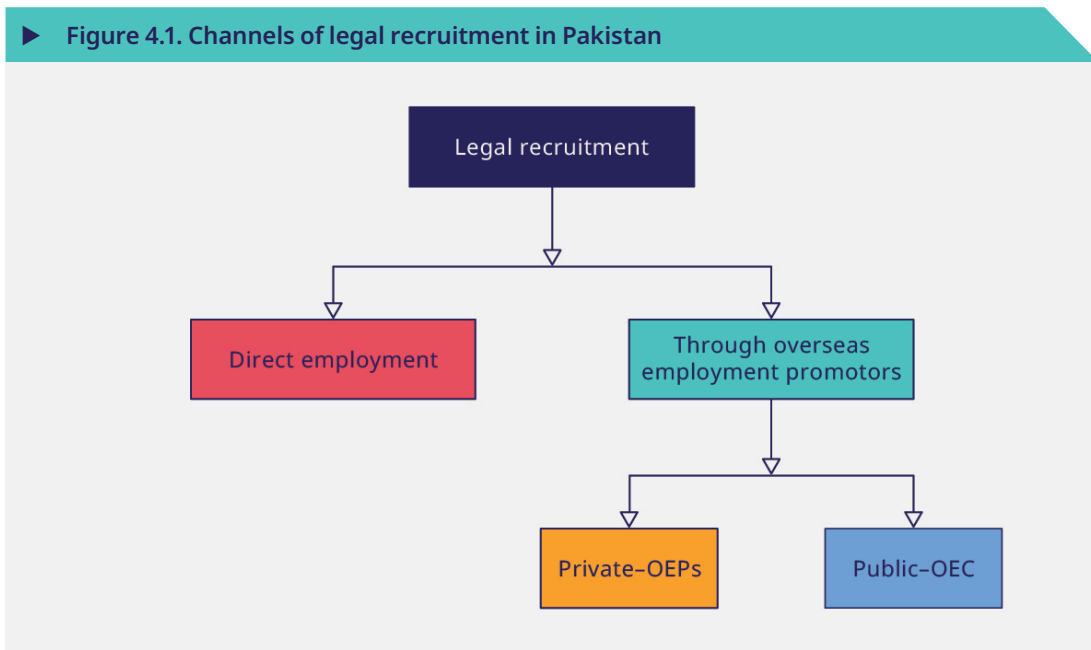 Figure 4.1. Channels of legal recruitment in Pakistan
Legal recruitment
Direct employment
Through overseas
employment promotors
Private–OEPs
Public–OEC